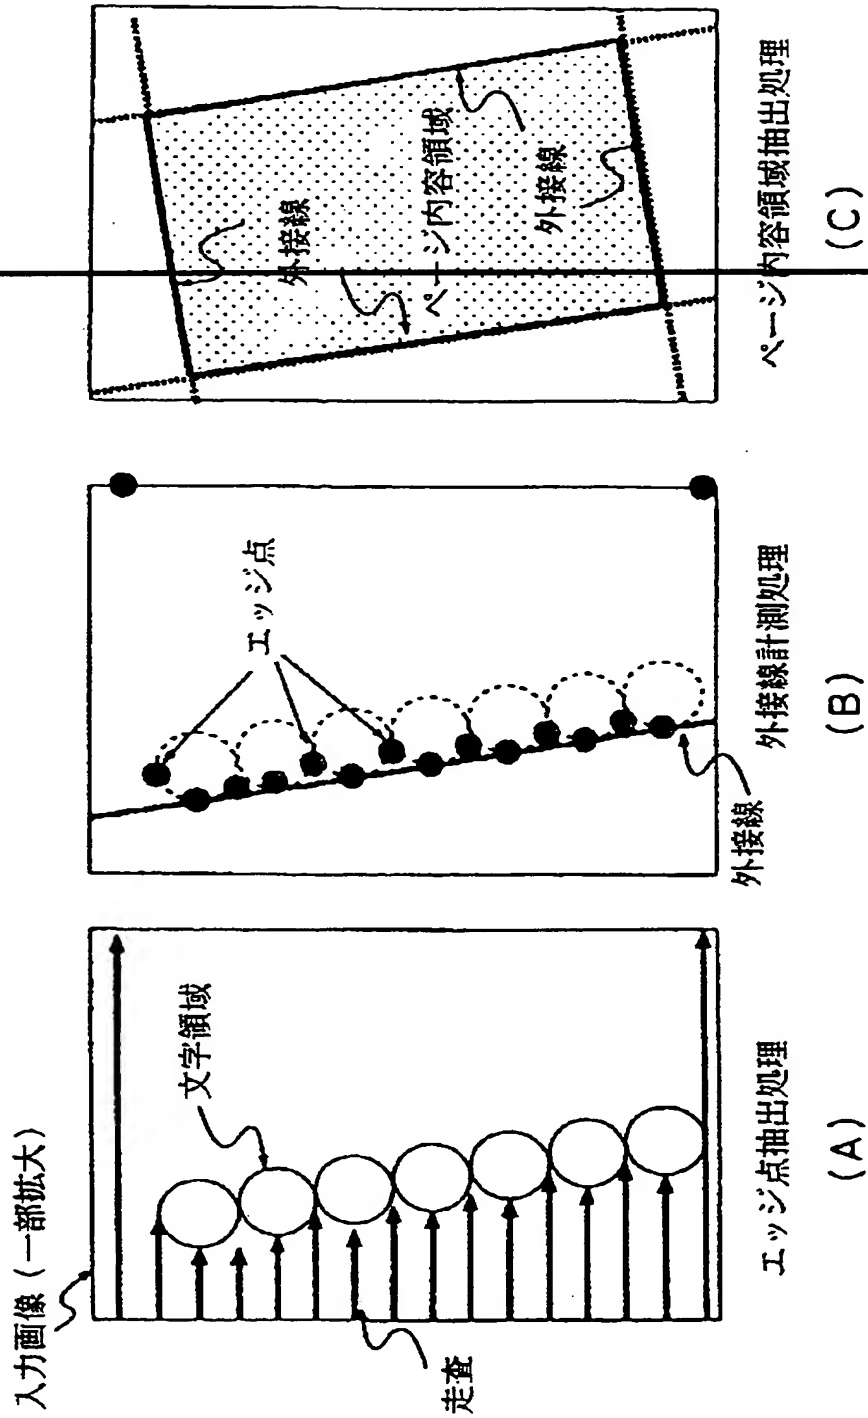 入力画像（一部拡大）
文字領域
走査
エッジ点抽出処理
(A)
エッジ点
外接線
外接線計測処理
(B)
外接線
ページ内容領域
外接線
ページ内容領域抽出処理
(C)